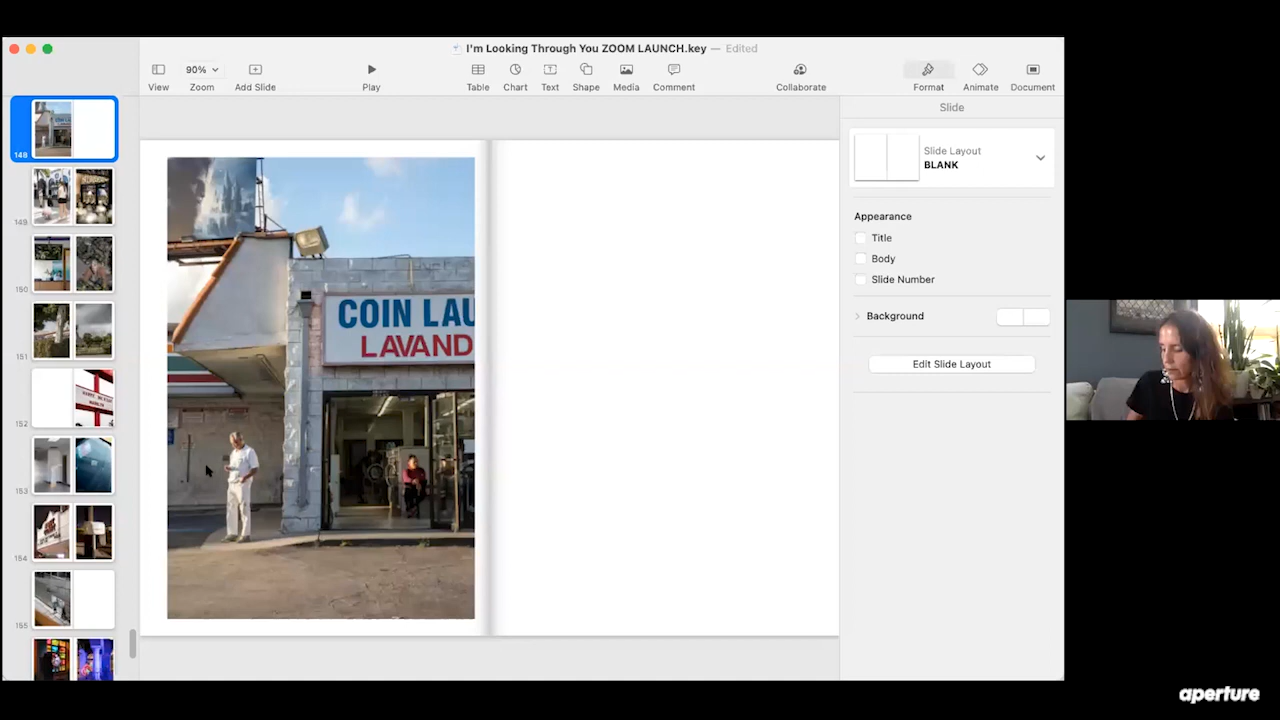 I'm Looking Through You ZOOM LAUNCH.key — Edited
90%
View Zoom Add Slide Play Table Chart Text Shape Media Comment Collaborate Format Animate Document
Slide
Slide Layout
BLANK
Appearance
Title
Body
Slide Number
Background
Edit Slide Layout
148
149
150
151
152
153
154
155
COIN LAU
LAVAND
aperture